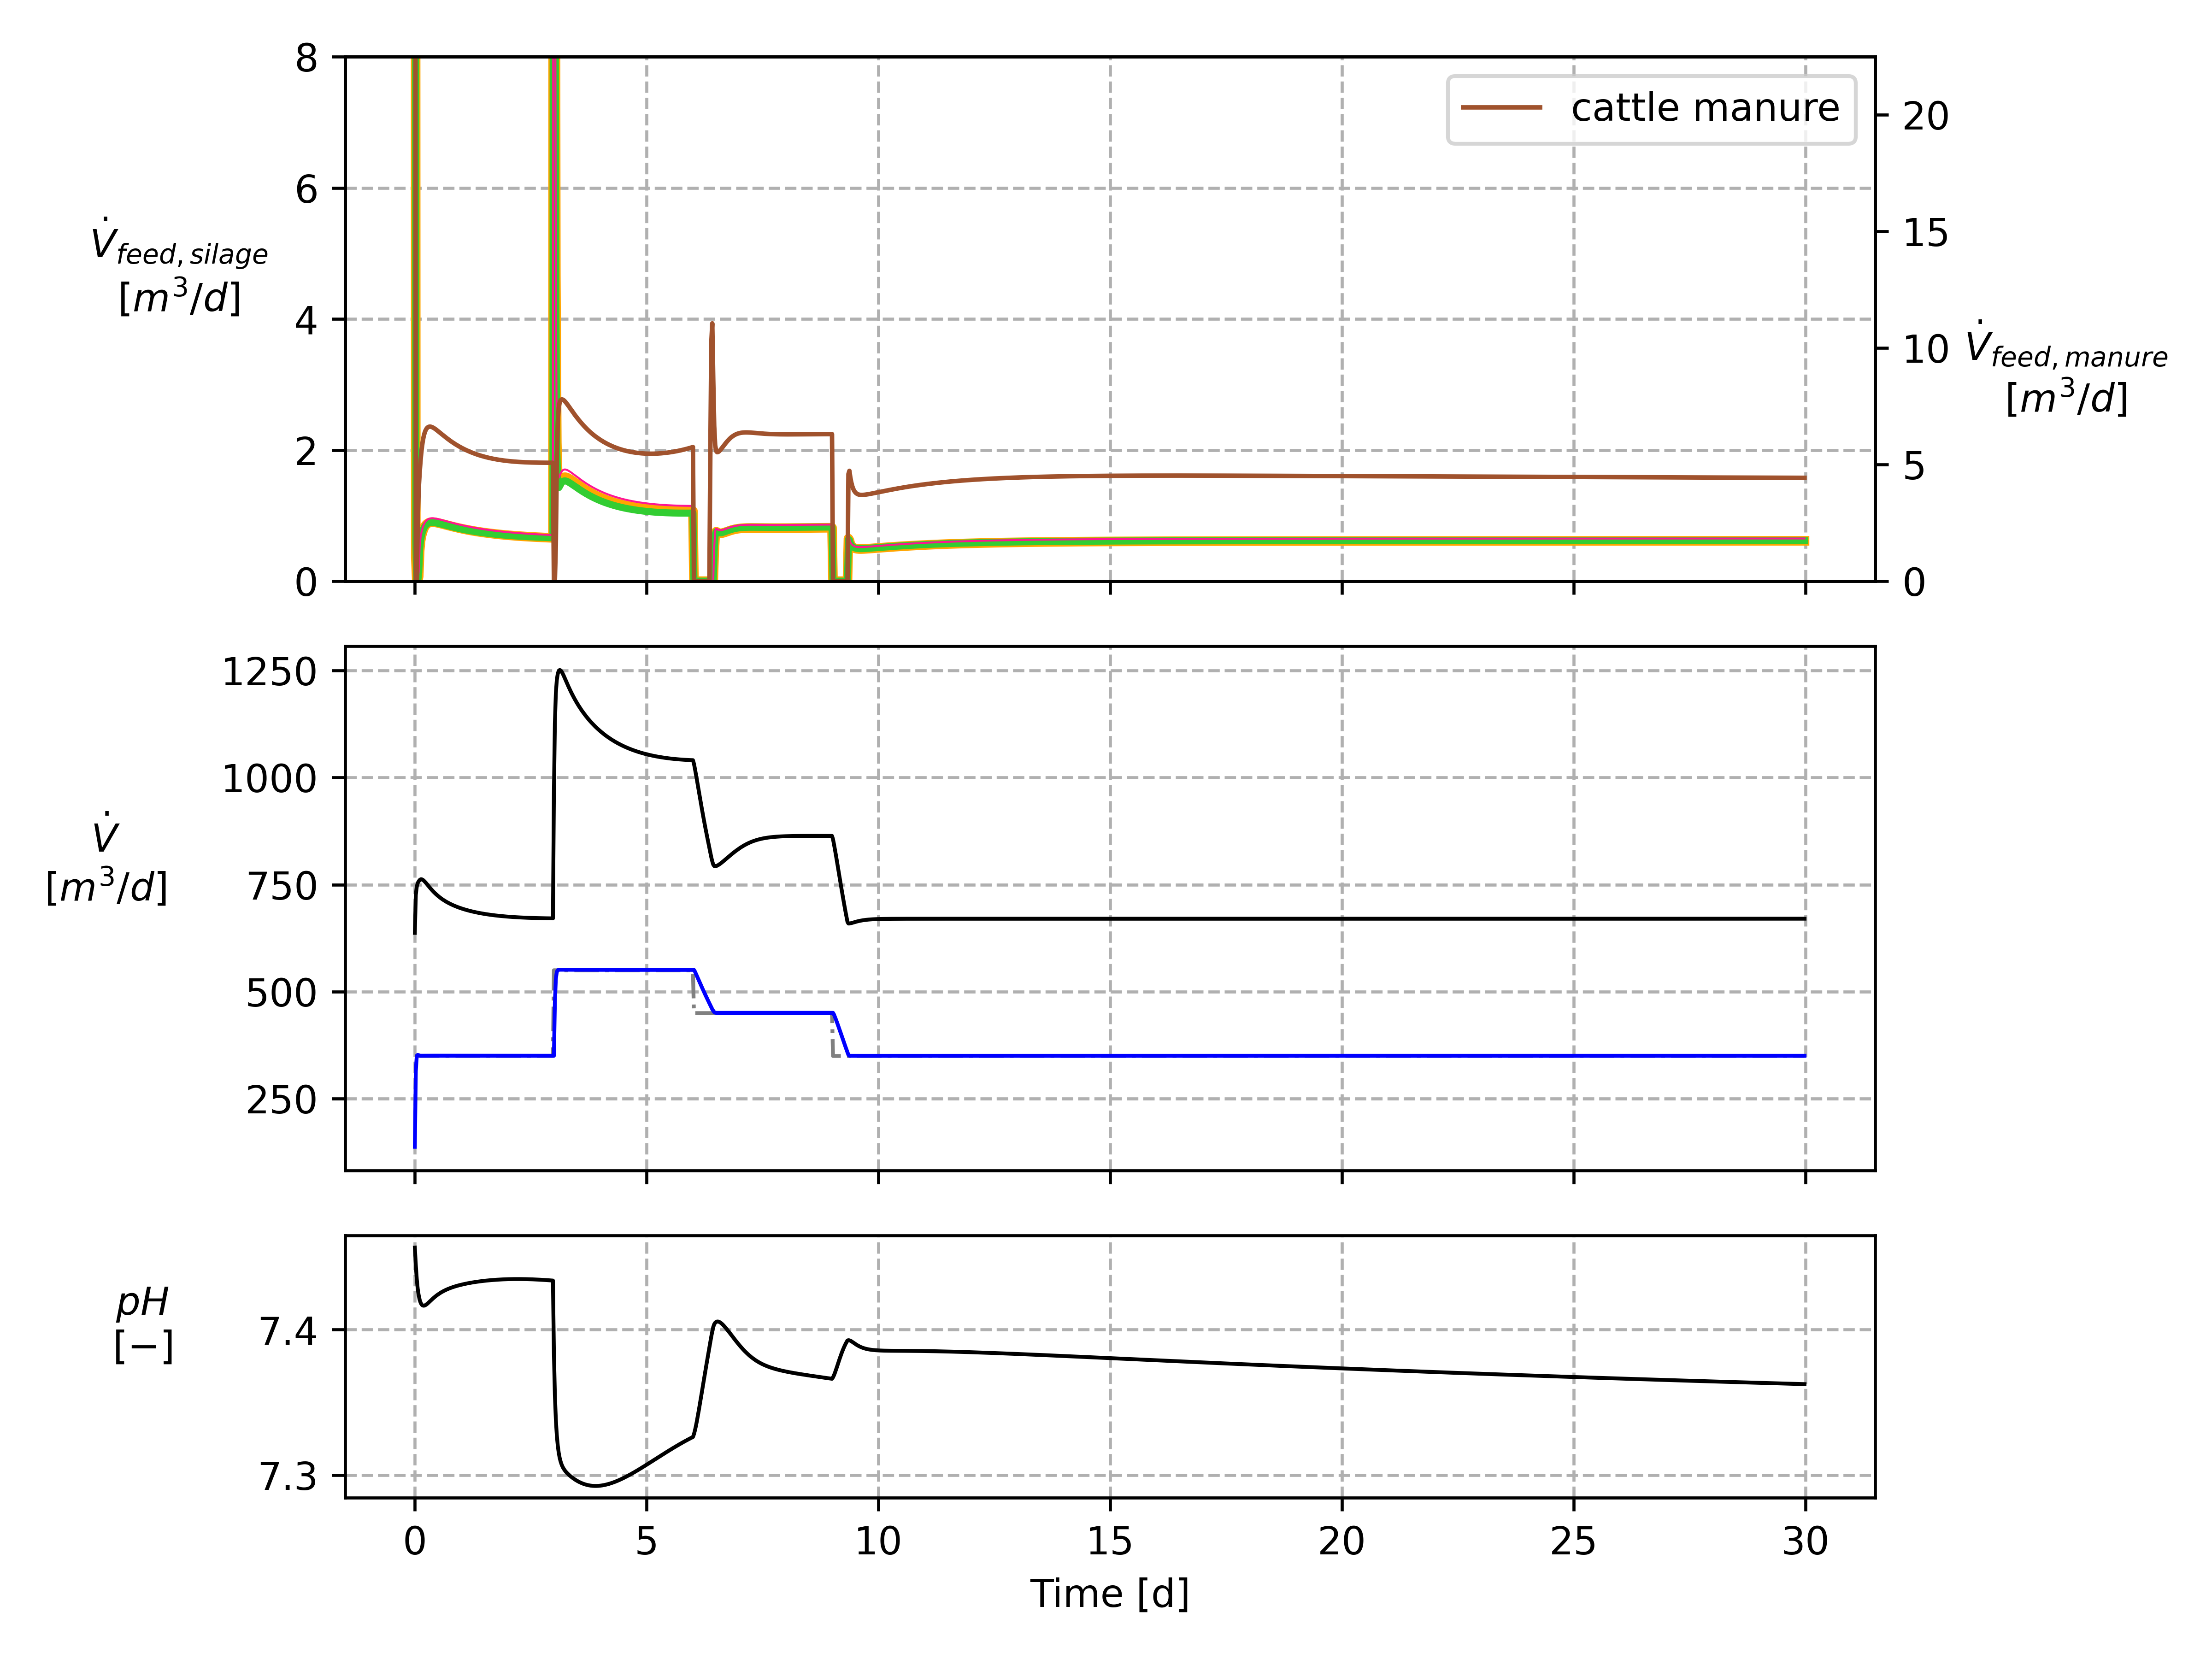 8
6
4
2
0
V̇feed, silage
[m³/d]
cattle manure
20
15
10
5
0
V̇feed, manure
[m³/d]
1250
1000
750
500
250
V̇
[m³/d]
7.4
7.3
pH
[−]
0 5 10 15 20 25 30
Time [d]